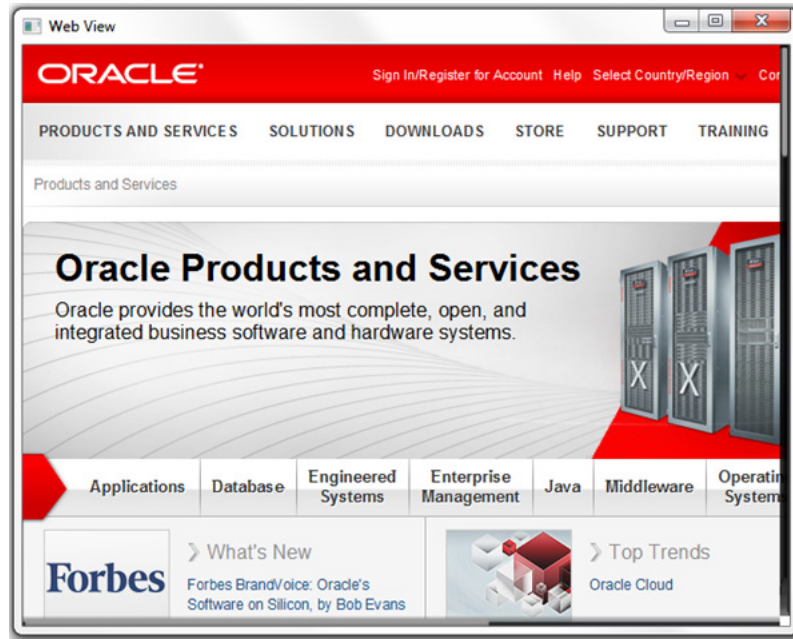 Web View
ORACLE
Sign In/Register for Account Help Select Country/Region
PRODUCTS AND SERVICES SOLUTIONS DOWNLOADS STORE SUPPORT TRAINING
Products and Services
Oracle Products and Services
Oracle provides the world's most complete, open, and
integrated business software and hardware systems.
X X
Applications Database Engineered Systems Enterprise Management Java Middleware Operatin System
Forbes
What's New
Forbes BrandVoice: Oracle's
Software on Silicon, by Bob Evans
Top Trends
Oracle Cloud